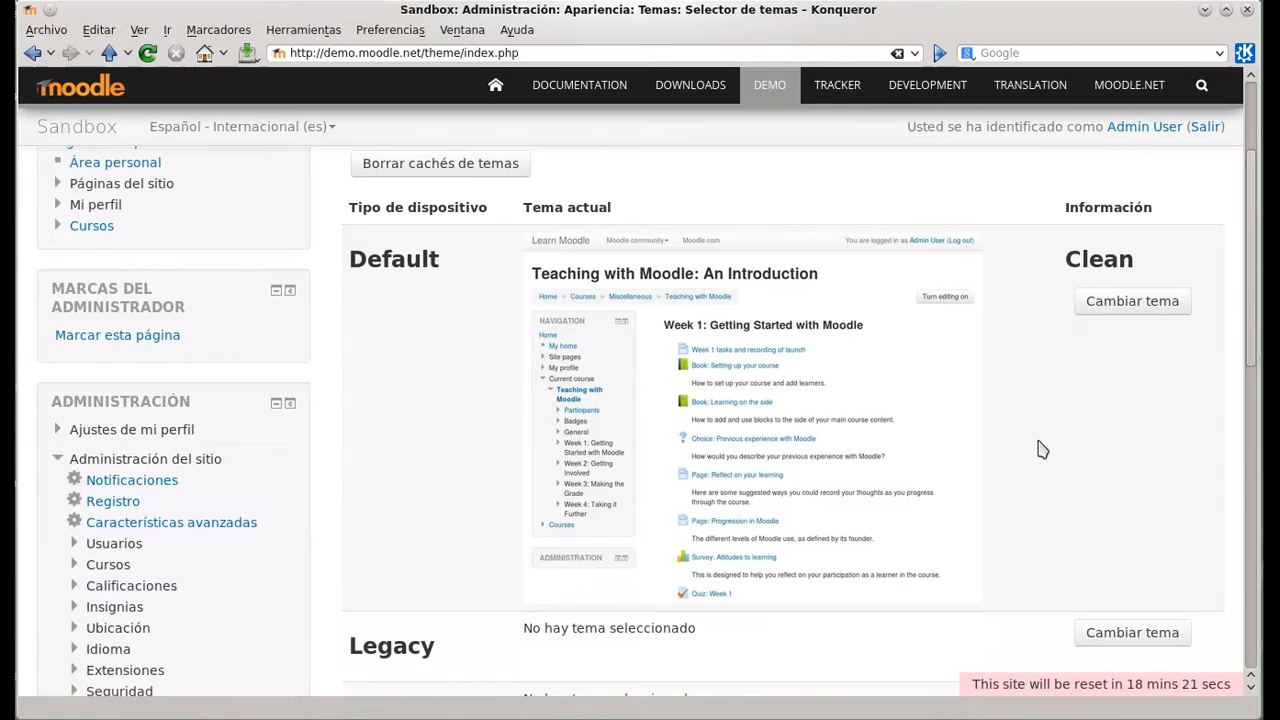 Sandbox: Administración: Apariencia: Temas: Selector de temas – Konqueror
Archivo Editar Ver Ir Marcadores Herramientas Preferencias Ventana Ayuda
http://demo.moodle.net/theme/index.php
Google
moodle
DOCUMENTATION DOWNLOADS DEMO TRACKER DEVELOPMENT TRANSLATION MOODLE.NET
Sandbox Español - Internacional (es)
Usted se ha identificado como Admin User (Salir)
Área personal
Páginas del sitio
Mi perfil
Cursos
MARCAS DEL
ADMINISTRADOR
Marcar esta página
ADMINISTRACIÓN
Ajustes de mi perfil
Administración del sitio
Notificaciones
Registro
Características avanzadas
Usuarios
Cursos
Calificaciones
Insignias
Ubicación
Idioma
Extensiones
Seguridad
Borrar cachés de temas
Tipo de dispositivo Tema actual Información
Default
Learn Moodle Moodle community Moodle.com You are logged in as Admin User (Log out)
Teaching with Moodle: An Introduction
Home Courses Miscellaneous Teaching with Moodle Turn editing on
NAVIGATION
Home
My home
Site pages
My profile
Current course
Teaching with
Moodle
Participants
Badges
General
Week 1: Getting
Started with Moodle
Week 2: Getting
Involved
Week 3: Making the
Grade
Week 4: Taking it
Further
Courses
ADMINISTRATION
Week 1: Getting Started with Moodle
Week 1 tasks and recording of launch
Book: Setting up your course
How to set up your course and add learners.
Book: Learning on the side
How to add and use blocks to the side of your main course content.
Choice: Previous experience with Moodle
How would you describe your previous experience with Moodle?
Page: Reflect on your learning
Here are some suggested ways you could record your thoughts as you progress
through the course.
Page: Progression in Moodle
The different levels of Moodle use, as defined by its founder.
Survey: Attitudes to learning
This is designed to help you reflect on your participation as a learner in the course.
Quiz: Week 1
Clean
Cambiar tema
Legacy
No hay tema seleccionado
Cambiar tema
This site will be reset in 18 mins 21 secs